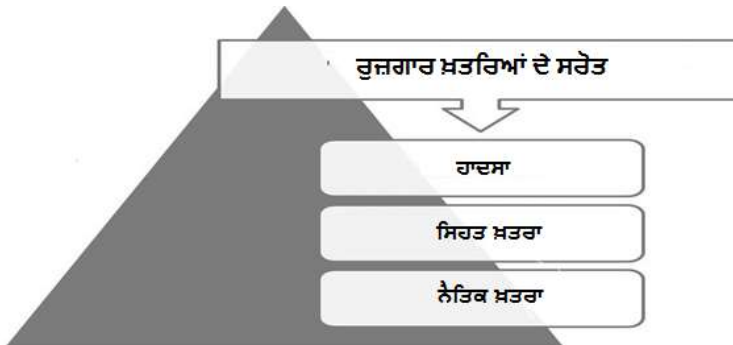 ਰੁਜ਼ਗਾਰ ਖ਼ਤਰਿਆਂ ਦੇ ਸਰੋਤ
ਹਾਦਸਾ
ਸਿਹਤ ਖ਼ਤਰਾ
ਨੈਤਿਕ ਖ਼ਤਰਾ